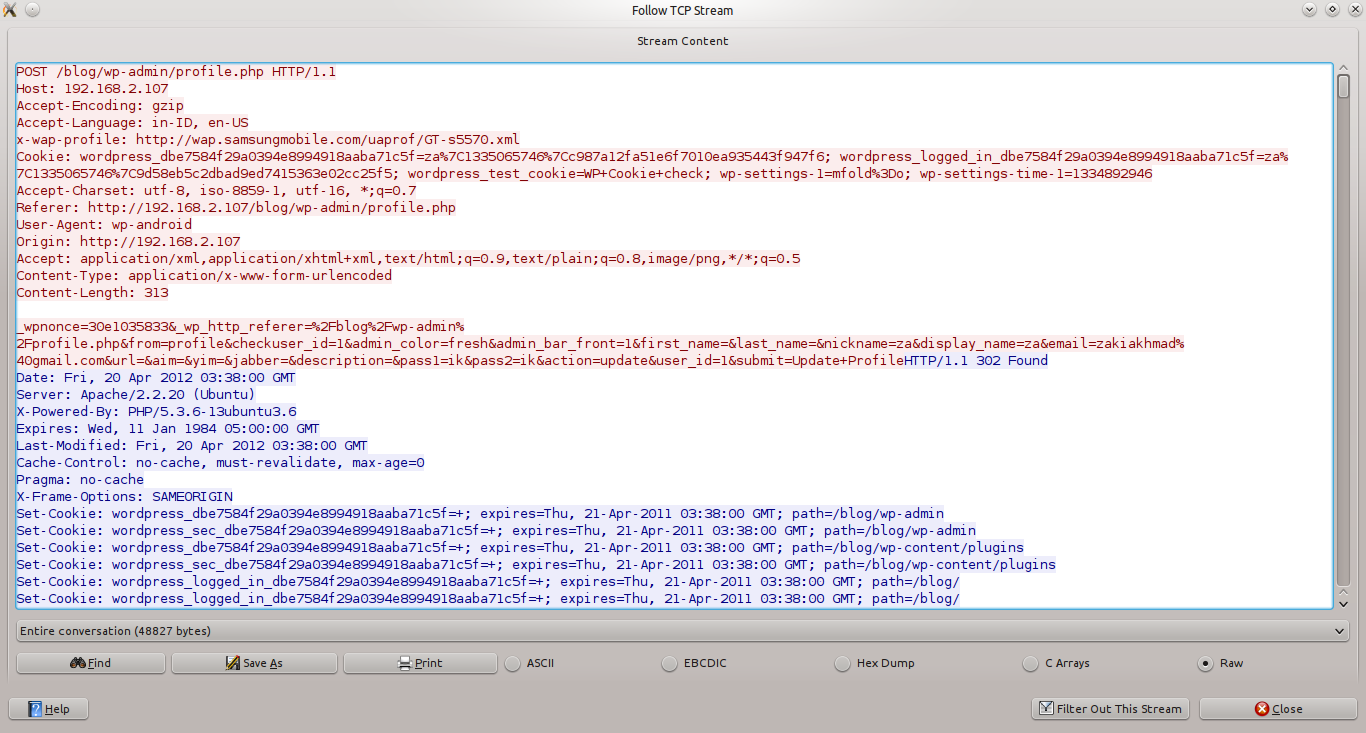 Follow TCP Stream
Stream Content
POST /blog/wp-admin/profile.php HTTP/1.1
Host: 192.168.2.107
Accept-Encoding: gzip
Accept-Language: in-ID, en-US
x-wap-profile: http://wap.samsungmobile.com/uaprof/GT-s5570.xml
Cookie: wordpress_dbe7584f29a0394e8994918aaba71c5f=za%7C1335065746%7Cc987a12fa51e6f7010ea935443f947f6; wordpress_logged_in_dbe7584f29a0394e8994918aaba71c5f=za%
7C1335065746%7C9d58eb5c2dbad9ed7415363e02cc25f5; wordpress_test_cookie=WP+Cookie+check; wp-settings-1=mfold%3Do; wp-settings-time-1=1334892946
Accept-Charset: utf-8, iso-8859-1, utf-16, *;q=0.7
Referer: http://192.168.2.107/blog/wp-admin/profile.php
User-Agent: wp-android
Origin: http://192.168.2.107
Accept: application/xml,application/xhtml+xml,text/html;q=0.9,text/plain;q=0.8,image/png,*/*;q=0.5
Content-Type: application/x-www-form-urlencoded
Content-Length: 313
_wpnonce=30e1035833&_wp_http_referer=%2Fblog%2Fwp-admin%
2Fprofile.php&from=profile&checkuser_id=1&admin_color=fresh&admin_bar_front=1&first_name=&last_name=&nickname=za&display_name=za&email=zakiakhmad%
40gmail.com&url=&aim=&yim=&jabber=&description=&pass1=ik&pass2=ik&action=update&user_id=1&submit=Update+ProfileHTTP/1.1 302 Found
Date: Fri, 20 Apr 2012 03:38:00 GMT
Server: Apache/2.2.20 (Ubuntu)
X-Powered-By: PHP/5.3.6-13ubuntu3.6
Expires: Wed, 11 Jan 1984 05:00:00 GMT
Last-Modified: Fri, 20 Apr 2012 03:38:00 GMT
Cache-Control: no-cache, must-revalidate, max-age=0
Pragma: no-cache
X-Frame-Options: SAMEORIGIN
Set-Cookie: wordpress_dbe7584f29a0394e8994918aaba71c5f=+; expires=Thu, 21-Apr-2011 03:38:00 GMT; path=/blog/wp-admin
Set-Cookie: wordpress_sec_dbe7584f29a0394e8994918aaba71c5f=+; expires=Thu, 21-Apr-2011 03:38:00 GMT; path=/blog/wp-admin
Set-Cookie: wordpress_dbe7584f29a0394e8994918aaba71c5f=+; expires=Thu, 21-Apr-2011 03:38:00 GMT; path=/blog/wp-content/plugins
Set-Cookie: wordpress_sec_dbe7584f29a0394e8994918aaba71c5f=+; expires=Thu, 21-Apr-2011 03:38:00 GMT; path=/blog/wp-content/plugins
Set-Cookie: wordpress_logged_in_dbe7584f29a0394e8994918aaba71c5f=+; expires=Thu, 21-Apr-2011 03:38:00 GMT; path=/blog/
Set-Cookie: wordpress_logged_in_dbe7584f29a0394e8994918aaba71c5f=+; expires=Thu, 21-Apr-2011 03:38:00 GMT; path=/blog/
Entire conversation (48827 bytes)
Find Save As Print ASCII EBCDIC Hex Dump C Arrays Raw
Help Filter Out This Stream Close